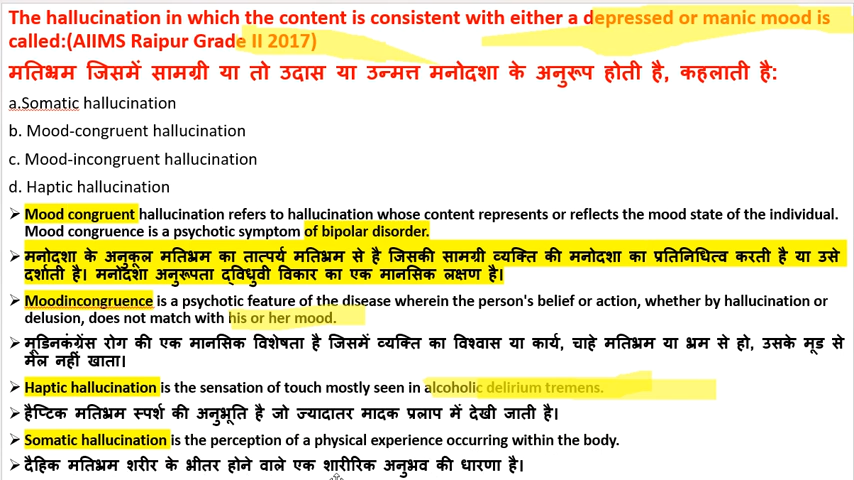 The hallucination in which the content is consistent with either a depressed or manic mood is
called:(AIIMS Raipur Grade II 2017)
मतिभ्रम जिसमें सामग्री या तो उदास या उन्मत्त मनोदशा के अनुरूप होती है, कहलाती है:
a.Somatic hallucination
b. Mood-congruent hallucination
c. Mood-incongruent hallucination
d. Haptic hallucination
➢ Mood congruent hallucination refers to hallucination whose content represents or reflects the mood state of the individual.
Mood congruence is a psychotic symptom of bipolar disorder.
➢ मनोदशा के अनुकूल मतिभ्रम का तात्पर्य मतिभ्रम से है जिसकी सामग्री व्यक्ति की मनोदशा का प्रतिनिधित्व करती है या उसे
दर्शाती है। मनोदशा अनुरूपता द्विध्रुवी विकार का एक मानसिक लक्षण है।
➢ Moodincongruence is a psychotic feature of the disease wherein the person's belief or action, whether by hallucination or
delusion, does not match with his or her mood.
➢ मूडिनकंग्रेंस रोग की एक मानसिक विशेषता है जिसमें व्यक्ति का विश्वास या कार्य, चाहे मतिभ्रम या भ्रम से हो, उसके मूड से
मेल नहीं खाता।
➢ Haptic hallucination is the sensation of touch mostly seen in alcoholic delirium tremens.
➢ हैप्टिक मतिभ्रम स्पर्श की अनुभूति है जो ज्यादातर मादक प्रलाप में देखी जाती है।
➢ Somatic hallucination is the perception of a physical experience occurring within the body.
➢ दैहिक मतिभ्रम शरीर के भीतर होने वाले एक शारीरिक अनुभव की धारणा है।